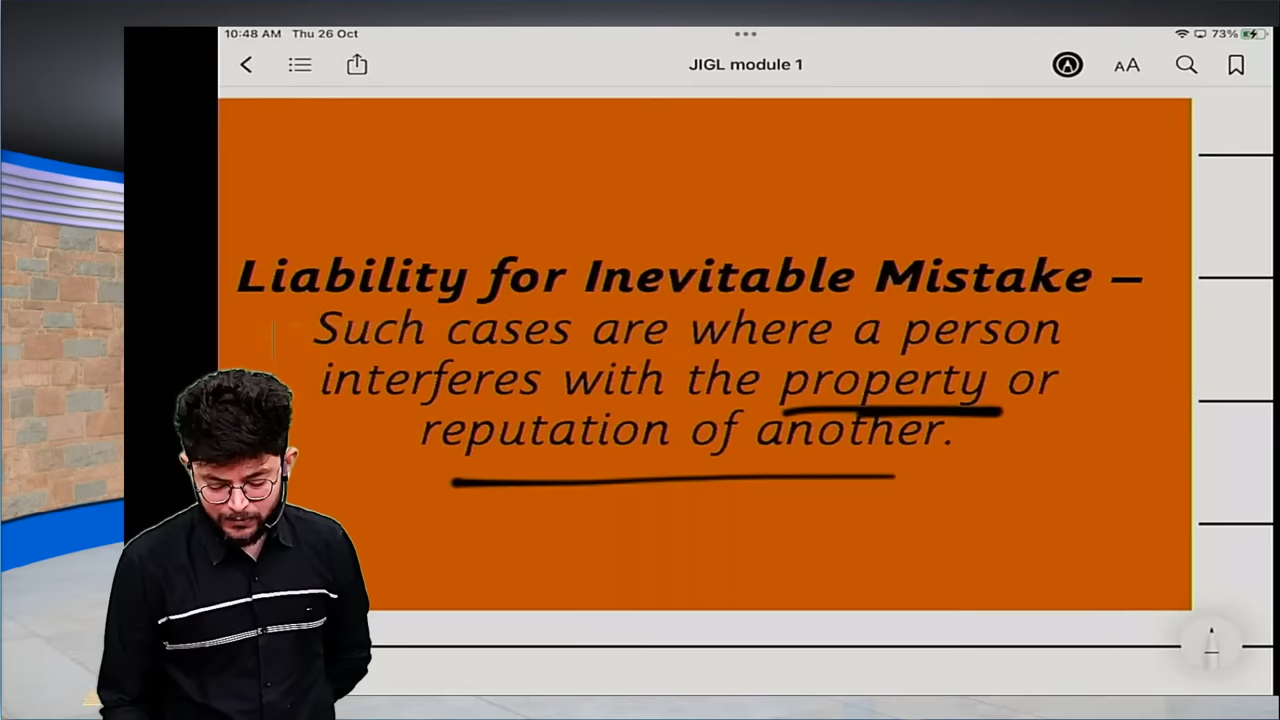 10:48 AM Thu 26 Oct
73%
JIGL module 1
AA
Liability for Inevitable Mistake –
Such cases are where a person
interferes with the property or
reputation of another.